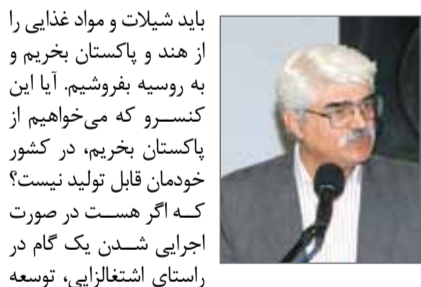 باید شیلات و مواد غذایی را
از هند و پاکستان بخریم و
به روسیه بفروشیم. آیا این
کنسرو که می‌خواهیم از
پاکستان بخریم، در کشور
خودمان قابل تولید نیست؟
که اگر هست در صورت
اجرایی شدن یک گام در
راستای اشتغالزایی، توسعه